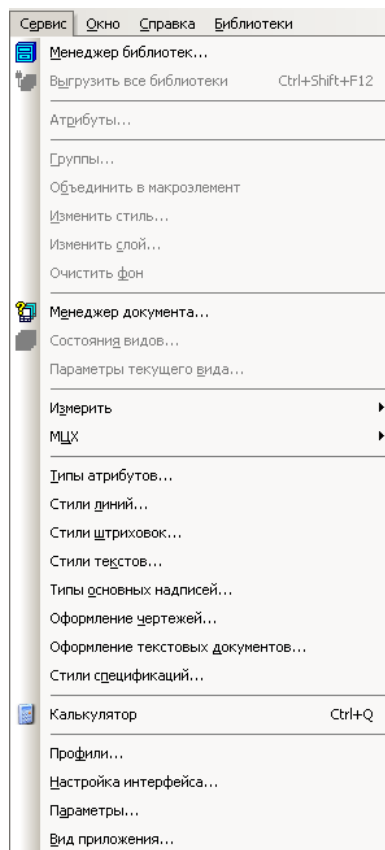 Сервис Окно Справка Библиотеки
Менеджер библиотек...
Выгрузить все библиотеки Ctrl+Shift+F12
Атрибуты...
Группы...
Объединить в макроэлемент
Изменить стиль...
Изменить слой...
Очистить фон
Менеджер документа...
Состояния видов...
Параметры текущего вида...
Измерить
МЦХ
Типы атрибутов...
Стили линий...
Стили штриховок...
Стили текстов...
Типы основных надписей...
Оформление чертежей...
Оформление текстовых документов...
Стили спецификаций...
Калькулятор Ctrl+Q
Профили...
Настройка интерфейса...
Параметры...
Вид приложения...